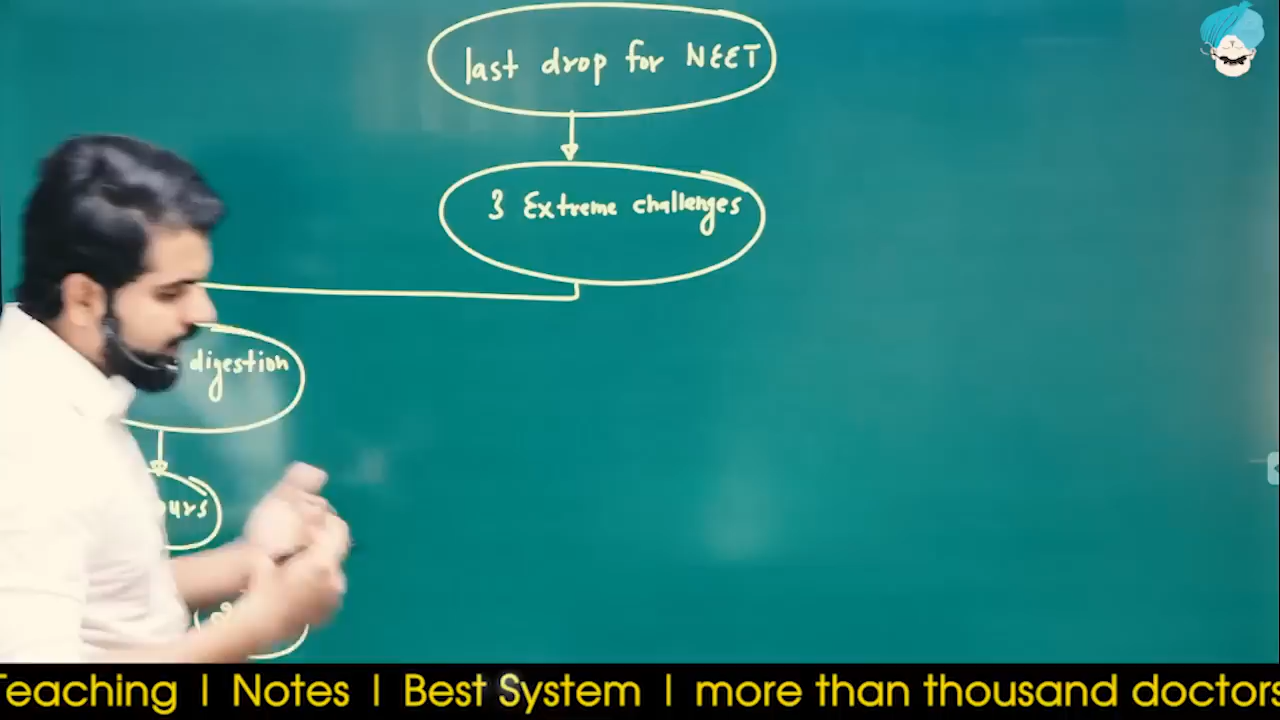 last drop for NEET
3 Extreme challenges
digestion
Teaching | Notes | Best System | more than thousand doctors